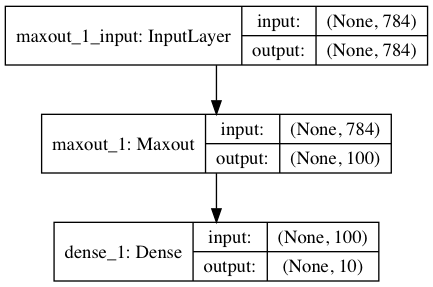 maxout_1_input: InputLayer
input: (None, 784)
output: (None, 784)
maxout_1: Maxout
input: (None, 784)
output: (None, 100)
dense_1: Dense
input: (None, 100)
output: (None, 10)